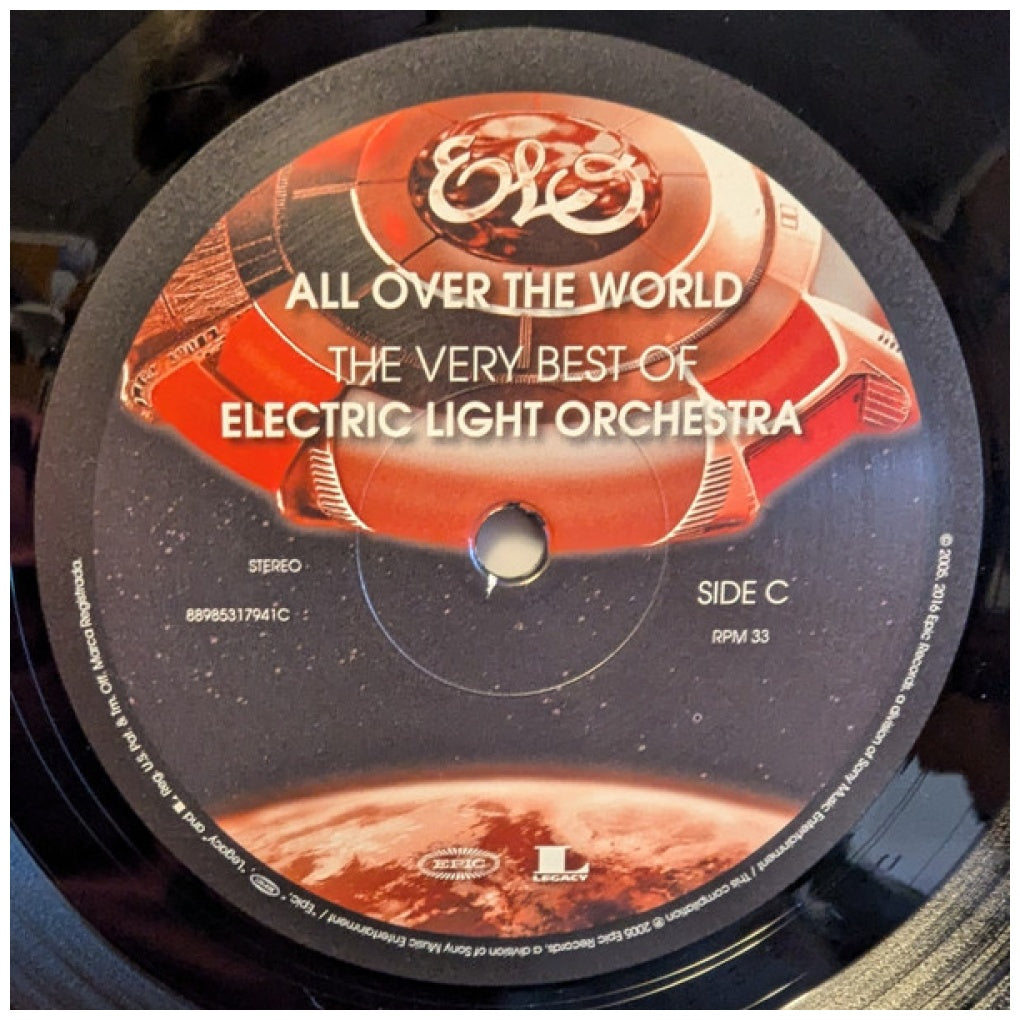 ELO
ALL OVER THE WORLD
THE VERY BEST OF
ELECTRIC LIGHT ORCHESTRA
STEREO
88985317941C
SIDE C
RPM 33
EPIC
L
LEGACY
℗ 2005, 2016 Epic Records, a division of Sony Music Entertainment / this compilation ℗ 2005 Epic Records, a division of Sony Music Entertainment / "Epic," EPIC, "Legacy" and L, Reg. U.S. Pat. & Tm. Off. Marca Registrada.